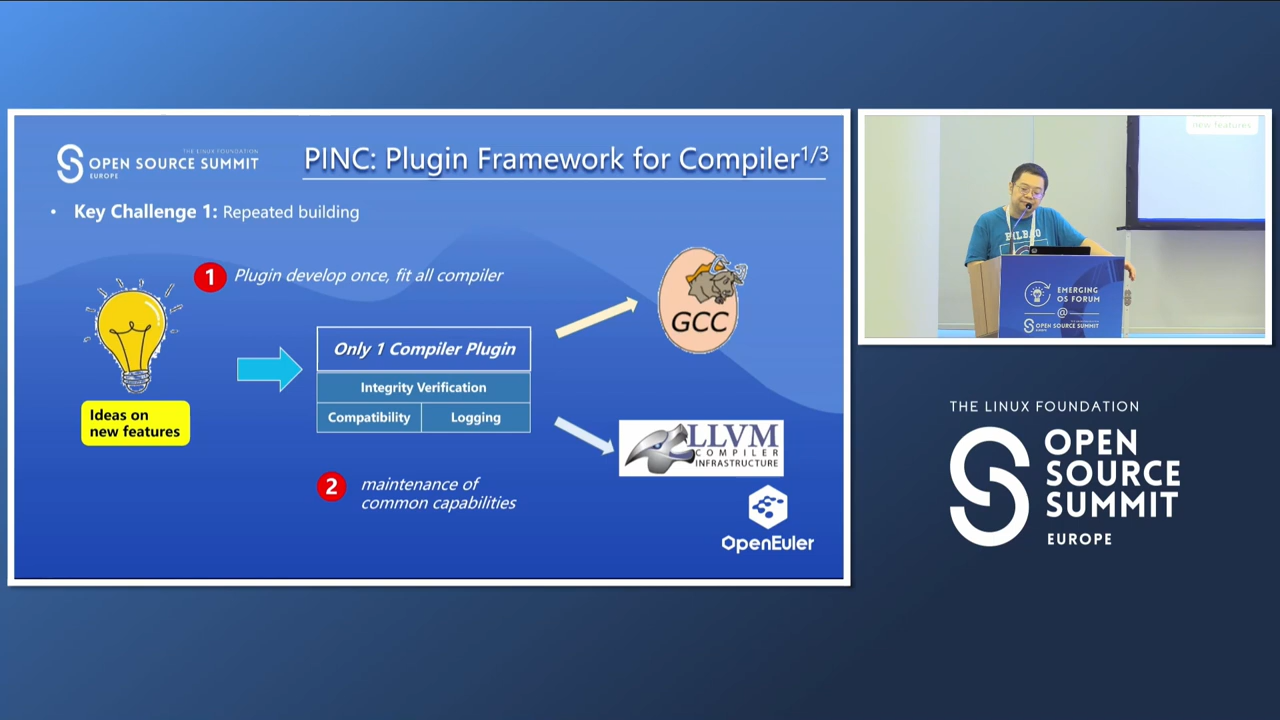 THE LINUX FOUNDATION
OPEN SOURCE SUMMIT
EUROPE
PINC: Plugin Framework for Compiler1/3
• Key Challenge 1: Repeated building
1 Plugin develop once, fit all compiler
Ideas on
new features
Only 1 Compiler Plugin
Integrity Verification
Compatibility
Logging
2 maintenance of
common capabilities
GCC
LLVM
COMPILER
INFRASTRUCTURE
OpenEuler
new features
BILBAO
EMERGING
OS FORUM
@
OPEN SOURCE SUMMIT
THE LINUX FOUNDATION
OPEN
SOURCE
SUMMIT
EUROPE